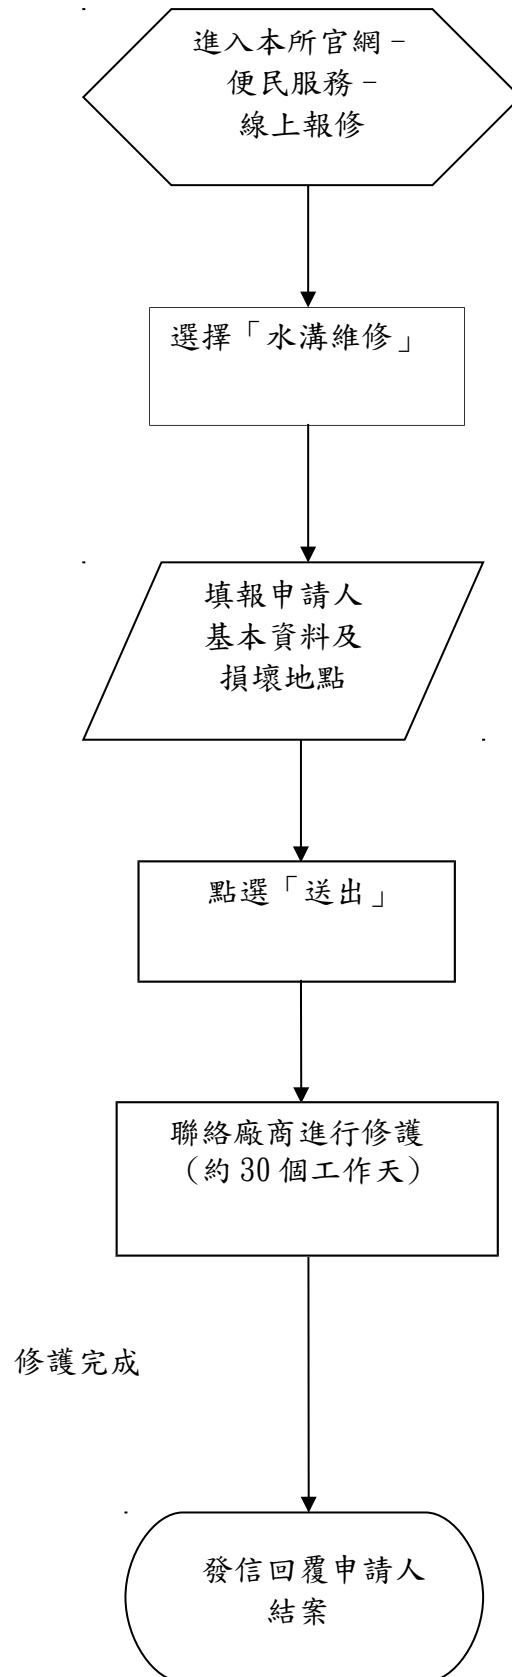 進入本所官網-
便民服務-
線上報修
選擇「水溝維修」
填報申請人
基本資料及
損壞地點
點選「送出」
聯絡廠商進行修護
(約30個工作天)
修護完成
發信回覆申請人
結案